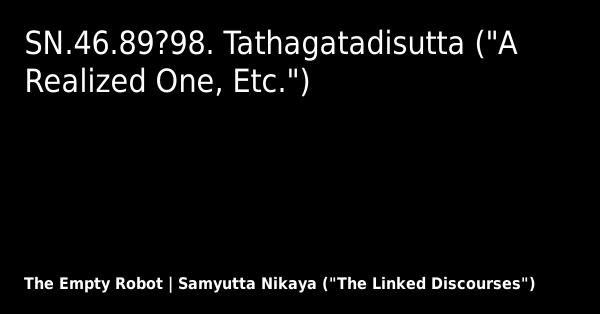 SN.46.89?98. Tathagatadisutta ("A
Realized One, Etc.")
The Empty Robot | Samyutta Nikaya ("The Linked Discourses")